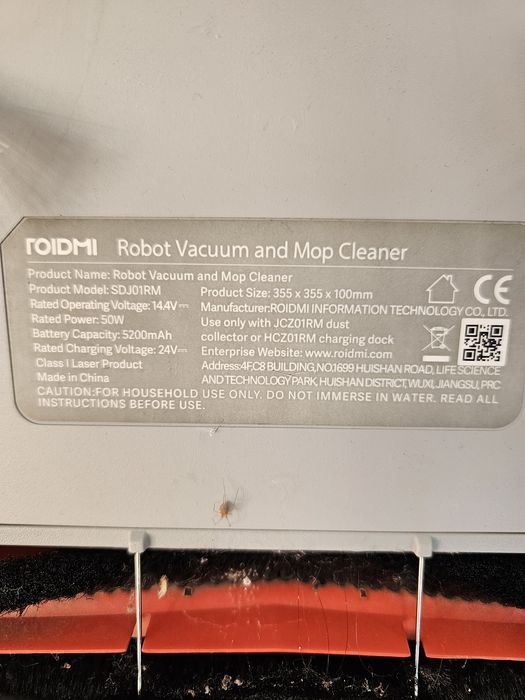 ROIDMI Robot Vacuum and Mop Cleaner
Product Name: Robot Vacuum and Mop Cleaner
Product Model: SDJ01RM
Rated Operating Voltage: 14.4V⎓
Rated Power: 50W
Battery Capacity: 5200mAh
Rated Charging Voltage: 24V⎓
Class I Laser Product
Made in China
Product Size: 355 x 355 x 100mm
Manufacturer: ROIDMI INFORMATION TECHNOLOGY CO., LTD.
Use only with JCZ01RM dust
collector or HCZ01RM charging dock
Enterprise Website: www.roidmi.com
Address:4F,C8 BUILDING,NO.1699 HUISHAN ROAD, LIFE SCIENCE
AND TECHNOLOGY PARK, HUISHAN DISTRICT, WUXI, JIANGSU, PRC
CAUTION:FOR HOUSEHOLD USE ONLY. DO NOT IMMERSE IN WATER. READ ALL
INSTRUCTIONS BEFORE USE.
CE